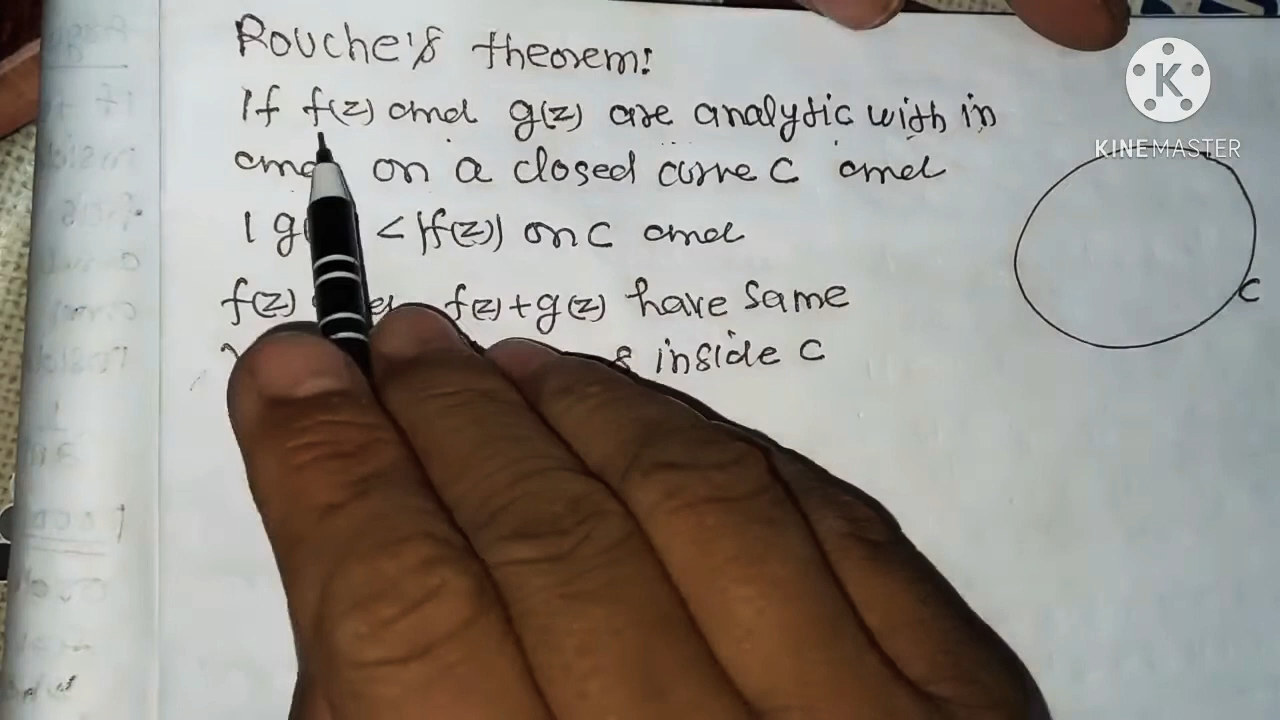 Rouche's theorem:
If f(z) and g(z) are analytic with in
and on a closed curve C and
|g < |f(z)| on C and
f(z) f(z)+g(z) have same
inside C
C
K
KINEMASTER